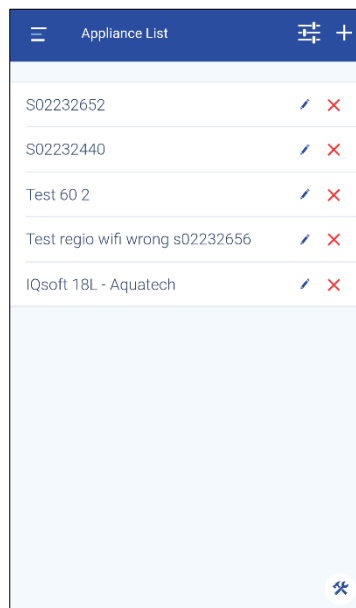 Appliance List
S02232652
S02232440
Test 60 2
Test regio wifi wrong s02232656
IQsoft 18L - Aquatech